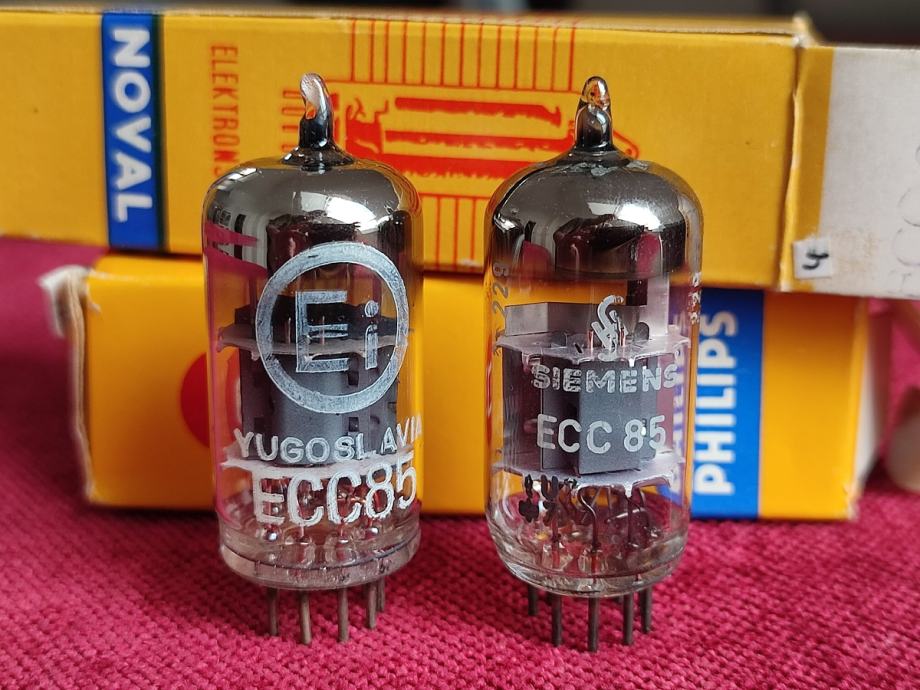 NOVAL
ELEKTRON
Ei
YUGOSLAVIA
ECC85
SIEMENS
ECC 85
PHILIPS